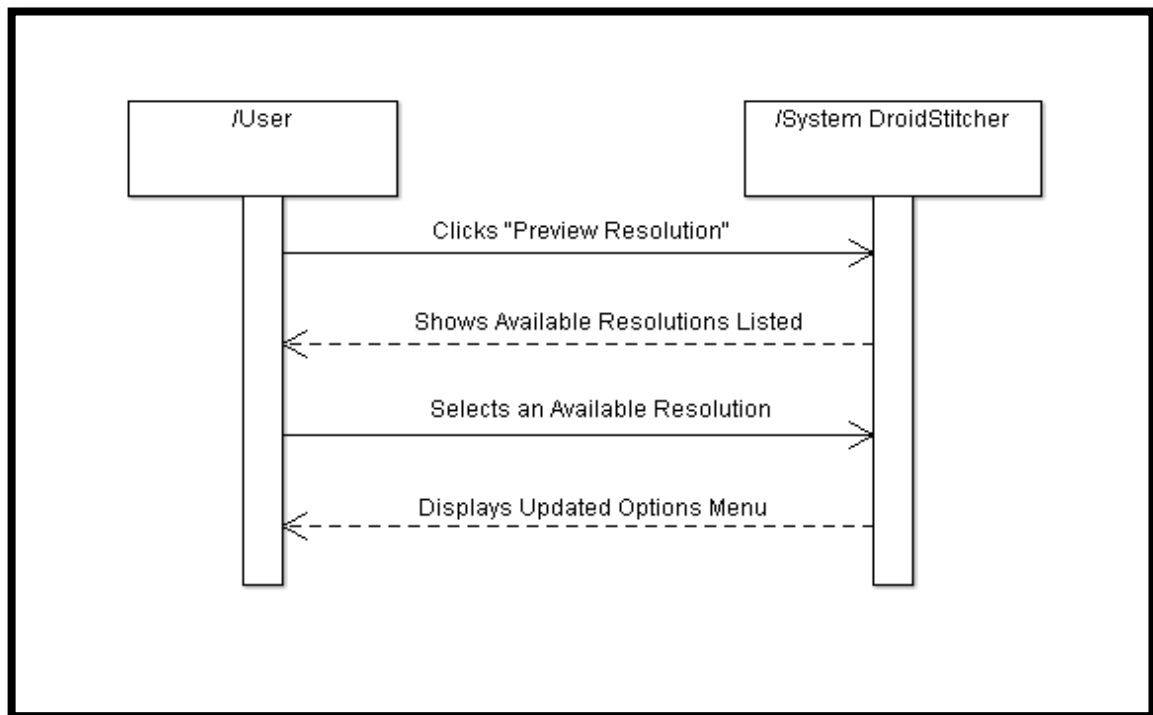 /User
/System DroidStitcher
Clicks "Preview Resolution"
Shows Available Resolutions Listed
Selects an Available Resolution
Displays Updated Options Menu